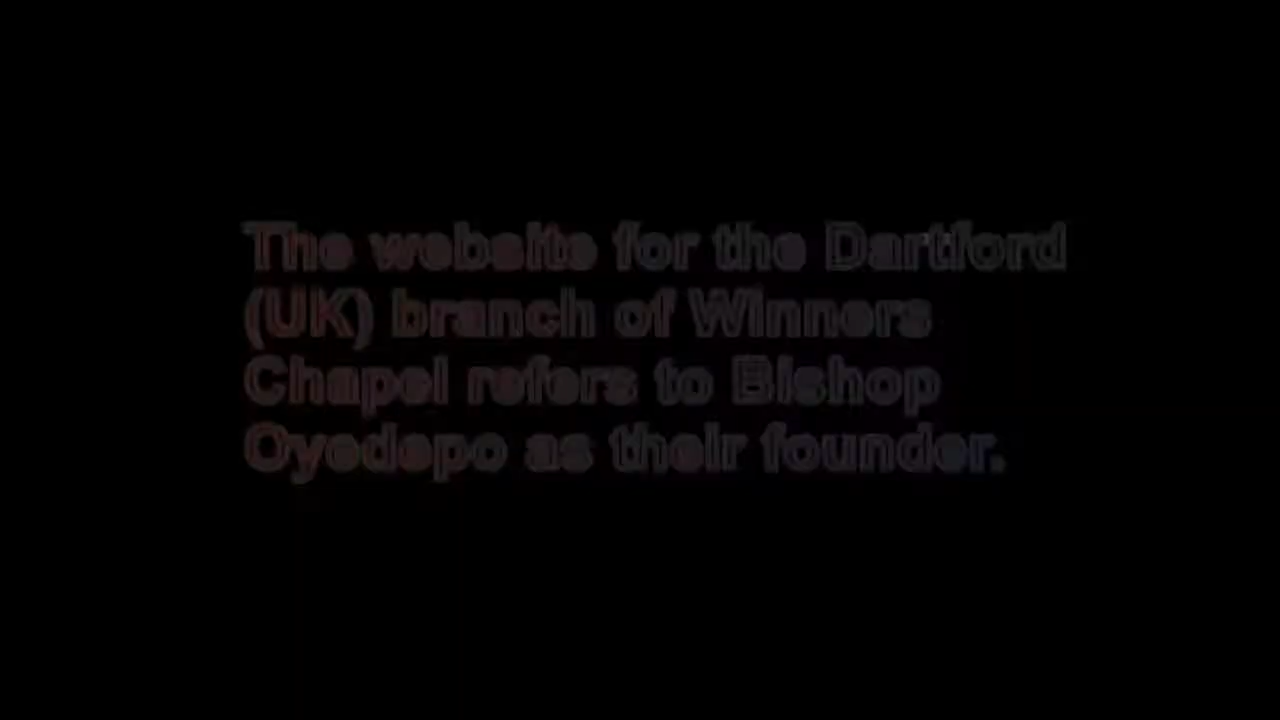 The website for the Dartford
(UK) branch of Winners
Chapel refers to Bishop
Oyedepo as their founder.